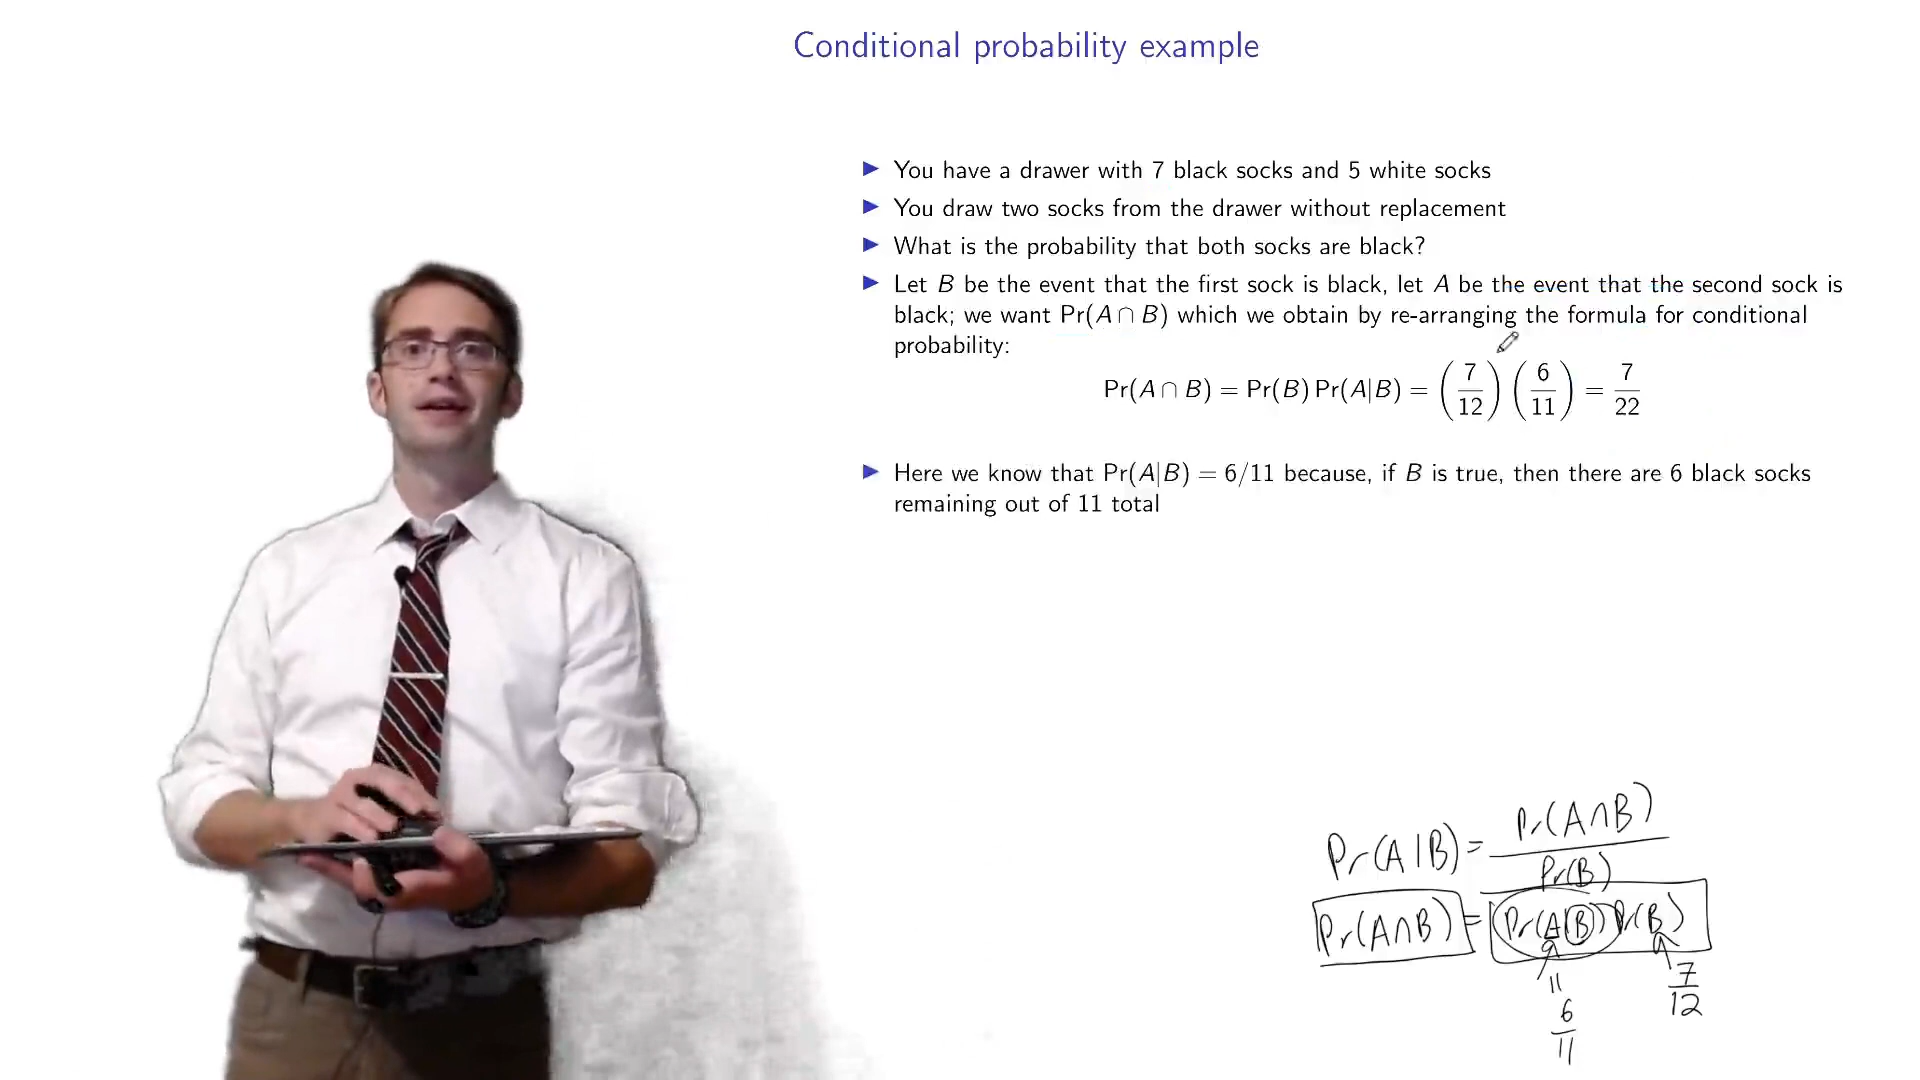 Conditional probability example
▶ You have a drawer with 7 black socks and 5 white socks
▶ You draw two socks from the drawer without replacement
▶ What is the probability that both socks are black?
▶ Let B be the event that the first sock is black, let A be the event that the second sock is
black; we want Pr(A ∩ B) which we obtain by re-arranging the formula for conditional
probability:
Pr(A ∩ B) = Pr(B) Pr(A|B) = (7/12) (6/11) = 7/22
▶ Here we know that Pr(A|B) = 6/11 because, if B is true, then there are 6 black socks
remaining out of 11 total
Pr(A|B) = Pr(A∩B)/Pr(B)
Pr(A∩B) = Pr(A|B) Pr(B)
11
7/12
6/11